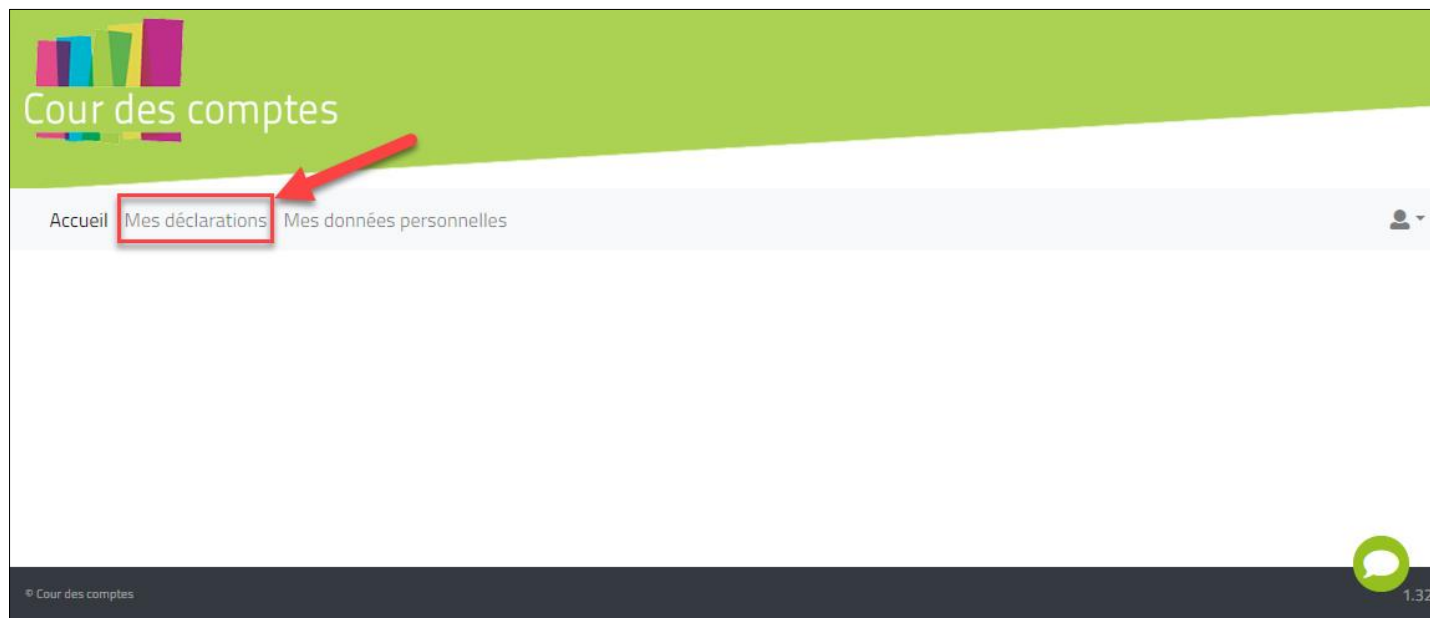 Cour des comptes
Accueil Mes déclarations Mes données personnelles
© Cour des comptes
1.32